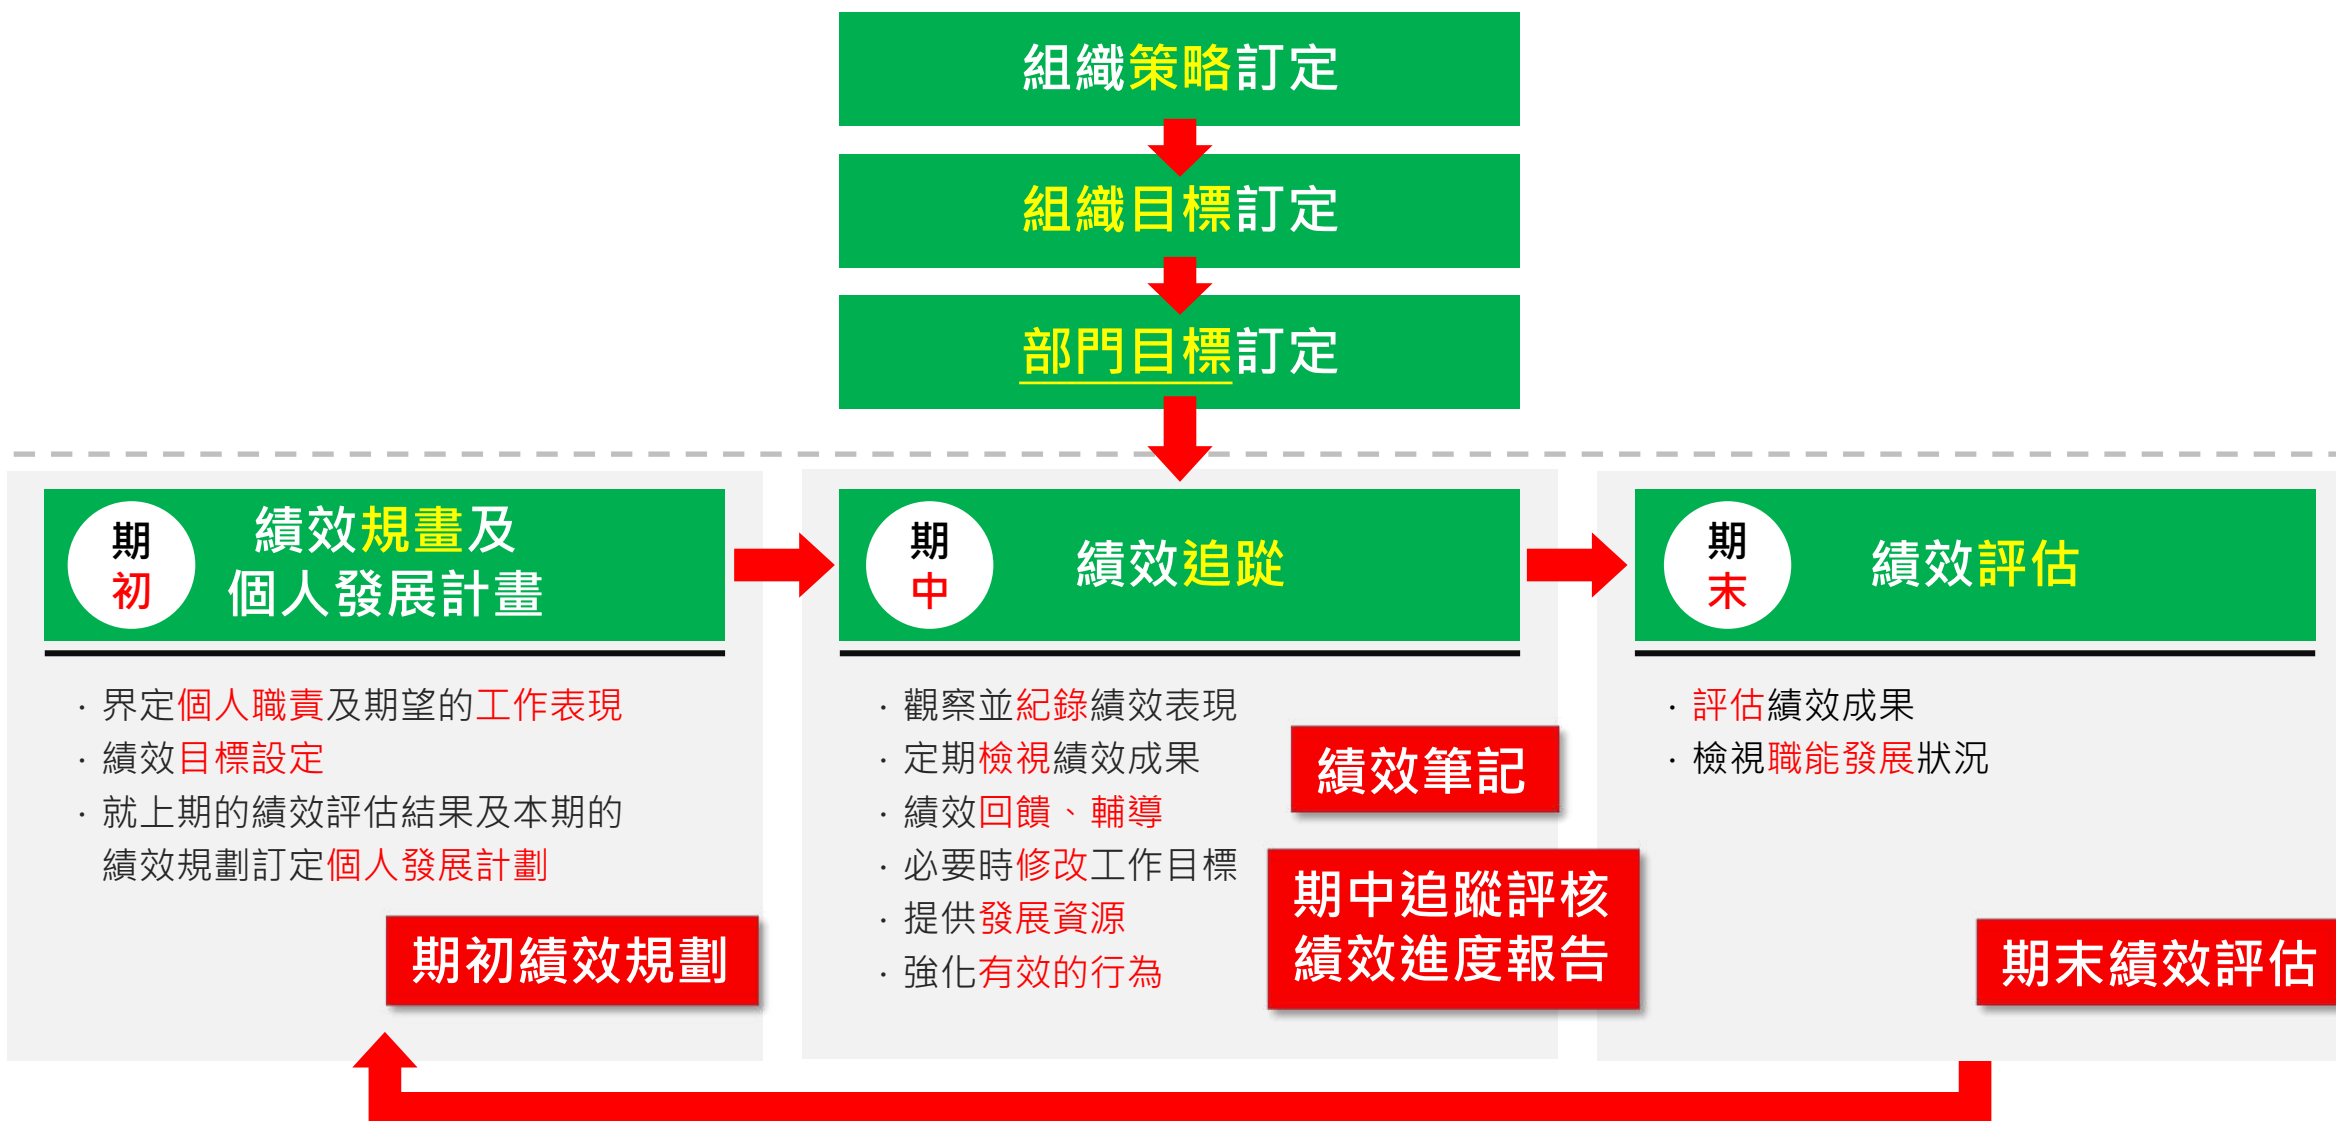 組織策略訂定
組織目標訂定
部門目標訂定
期
初
績效規畫及
個人發展計畫
· 界定個人職責及期望的工作表現
· 績效目標設定
· 就上期的績效評估結果及本期的
績效規劃訂定個人發展計劃
期初績效規劃
期
中
績效追蹤
· 觀察並紀錄績效表現
· 定期檢視績效成果
· 績效回饋、輔導
· 必要時修改工作目標
· 提供發展資源
· 強化有效的行為
績效筆記
期中追蹤評核
績效進度報告
期
末
績效評估
· 評估績效成果
· 檢視職能發展狀況
期末績效評估